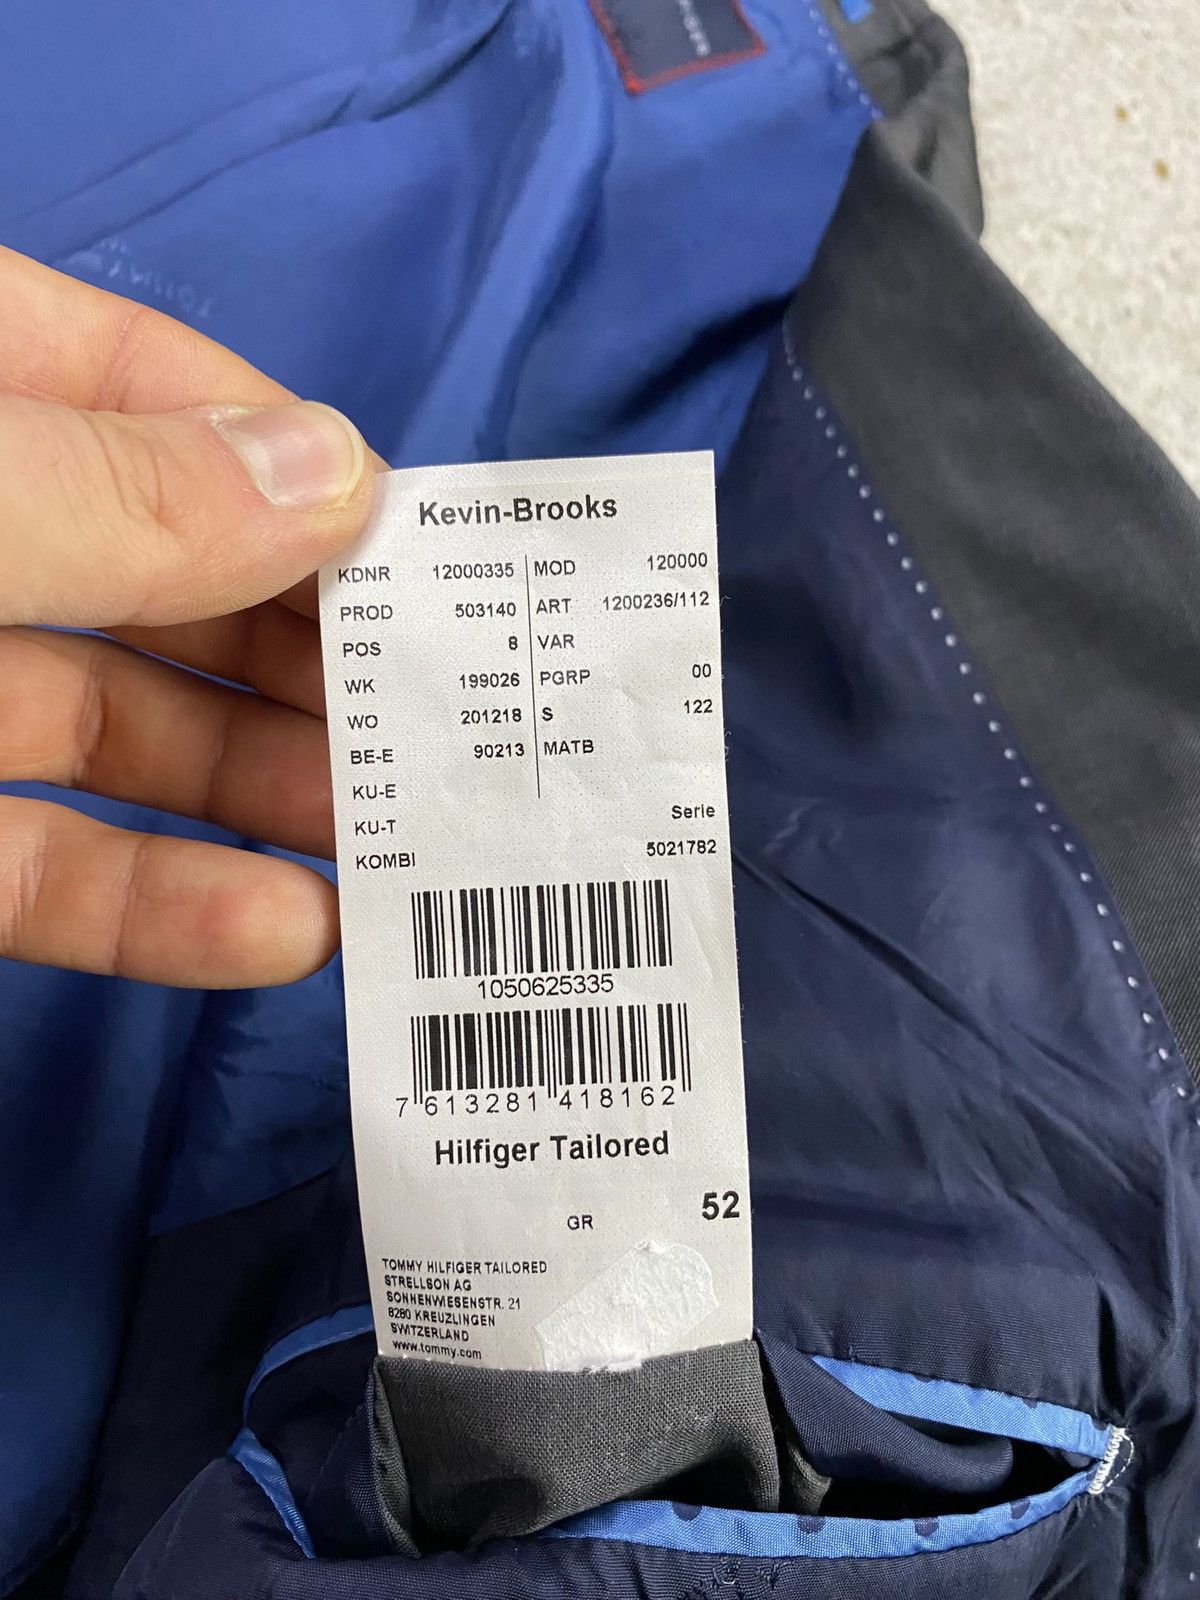 Kevin-Brooks
KDNR 12000335 MOD 120000
PROD 503140 ART 1200236/112
POS 8 VAR
WK 199026 PGRP 00
WO 201218 S 122
BE-E 90213 MATB
KU-E
KU-T Serie
KOMBI 5021782
1050625335
7 613281 418162
Hilfiger Tailored
GR 52
TOMMY HILFIGER TAILORED
STRELLSON AG
SONNENWIESENSTR. 21
8280 KREUZLINGEN
SWITZERLAND
www.tommy.com